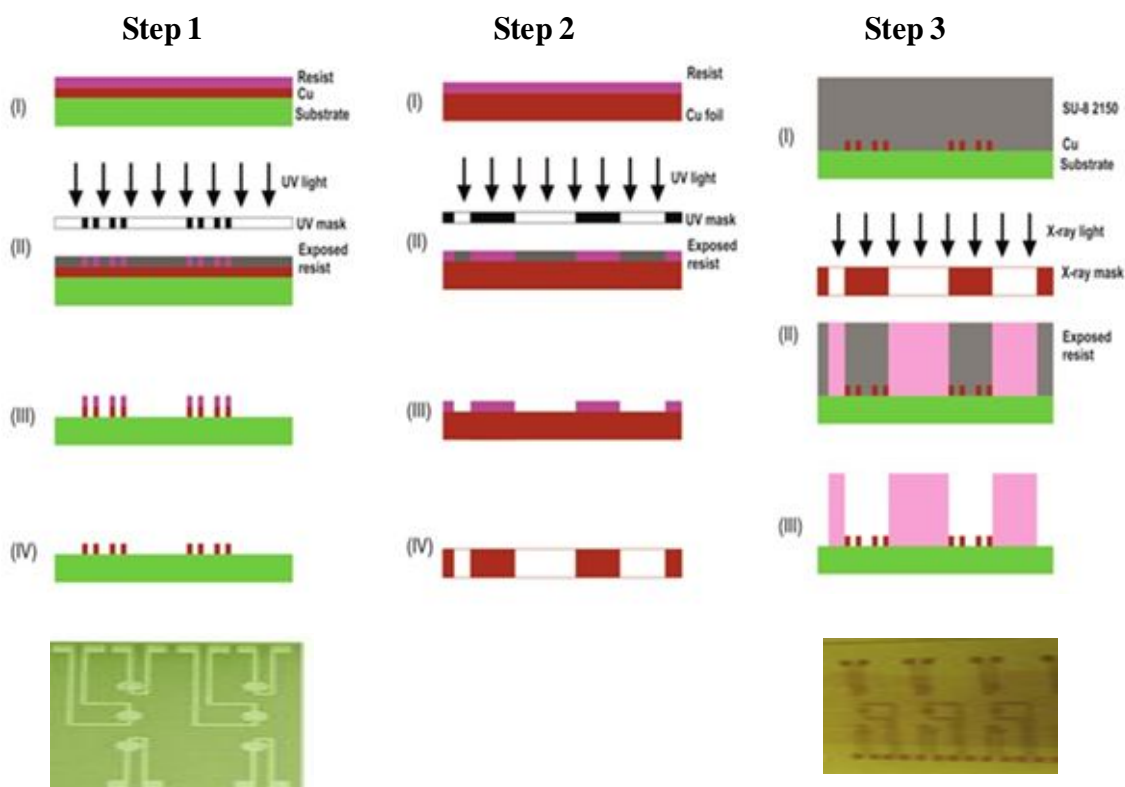 Step 1
Resist
Cu
(I)
Substrate
UV light
UV mask
(II)
Exposed
resist
(III)
(IV)
Step 2
Resist
(I)
Cu foil
UV light
UV mask
(II)
Exposed
resist
(III)
(IV)
Step 3
SU-8 2150
(I)
Cu
Substrate
X-ray light
X-ray mask
(II)
Exposed
resist
(III)